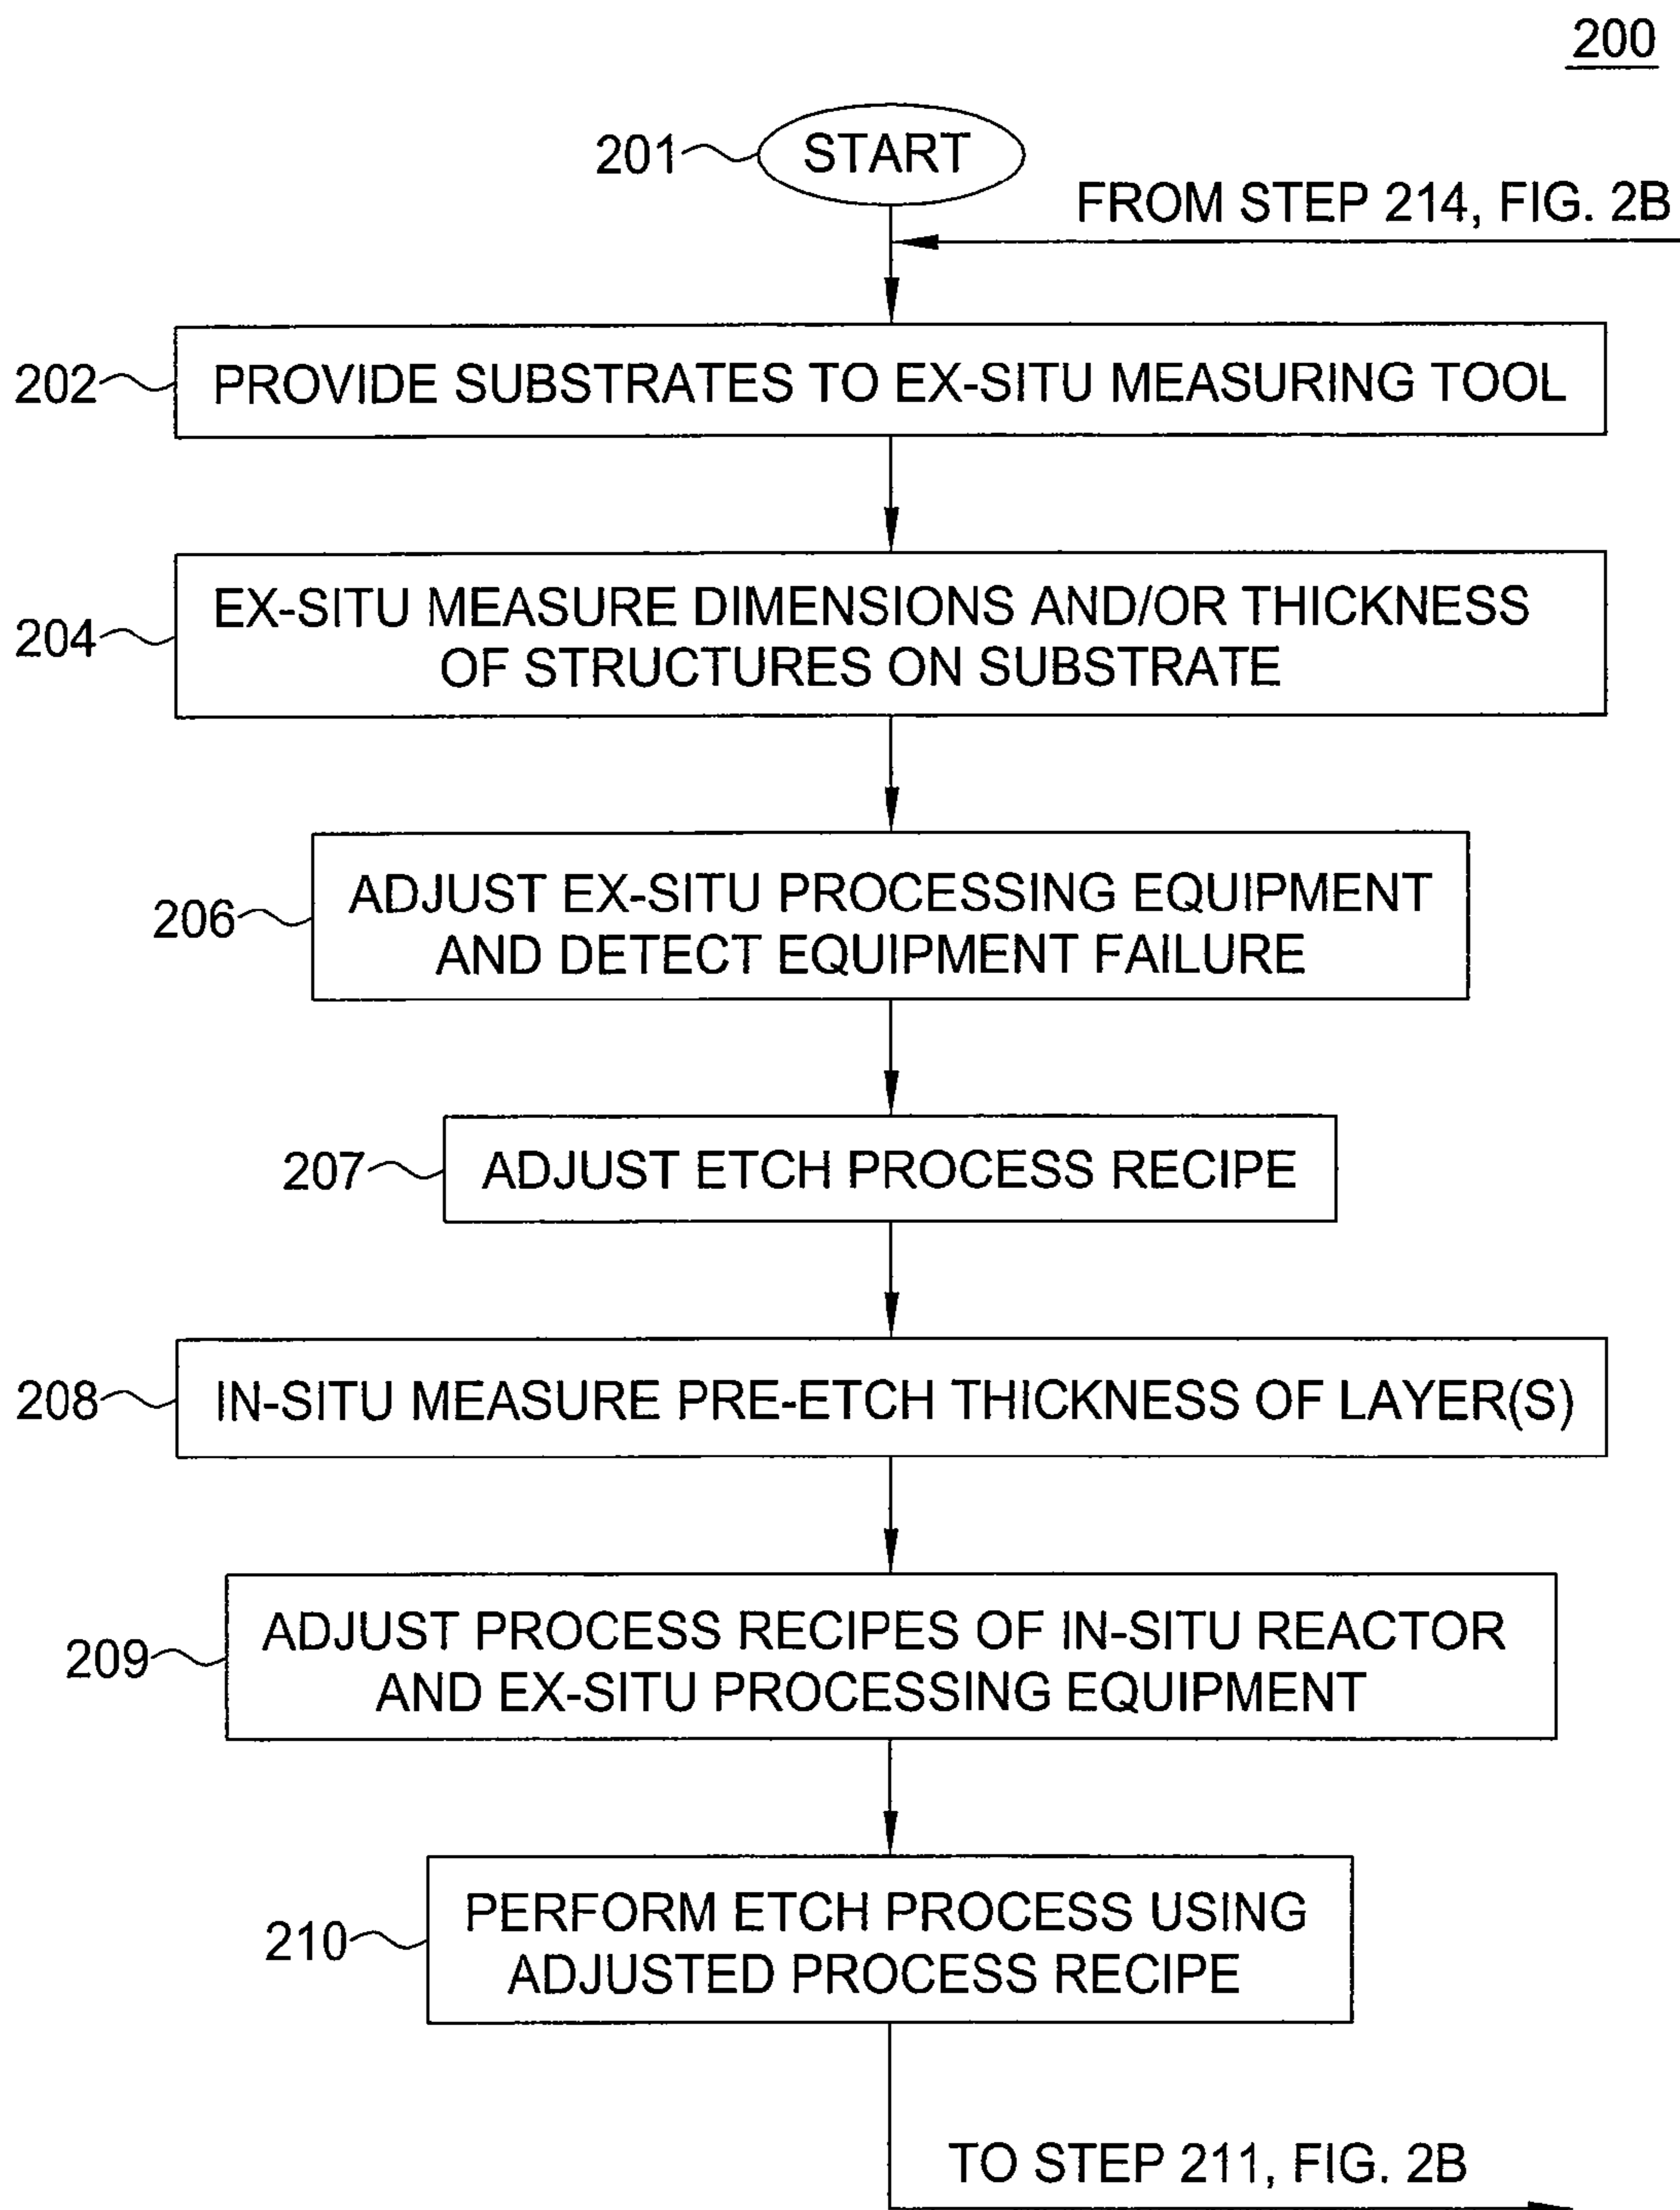 200
201
START
FROM STEP 214, FIG. 2B
202
PROVIDE SUBSTRATES TO EX-SITU MEASURING TOOL
204
EX-SITU MEASURE DIMENSIONS AND/OR THICKNESS
OF STRUCTURES ON SUBSTRATE
206
ADJUST EX-SITU PROCESSING EQUIPMENT
AND DETECT EQUIPMENT FAILURE
207
ADJUST ETCH PROCESS RECIPE
208
IN-SITU MEASURE PRE-ETCH THICKNESS OF LAYER(S)
209
ADJUST PROCESS RECIPES OF IN-SITU REACTOR
AND EX-SITU PROCESSING EQUIPMENT
210
PERFORM ETCH PROCESS USING
ADJUSTED PROCESS RECIPE
TO STEP 211, FIG. 2B